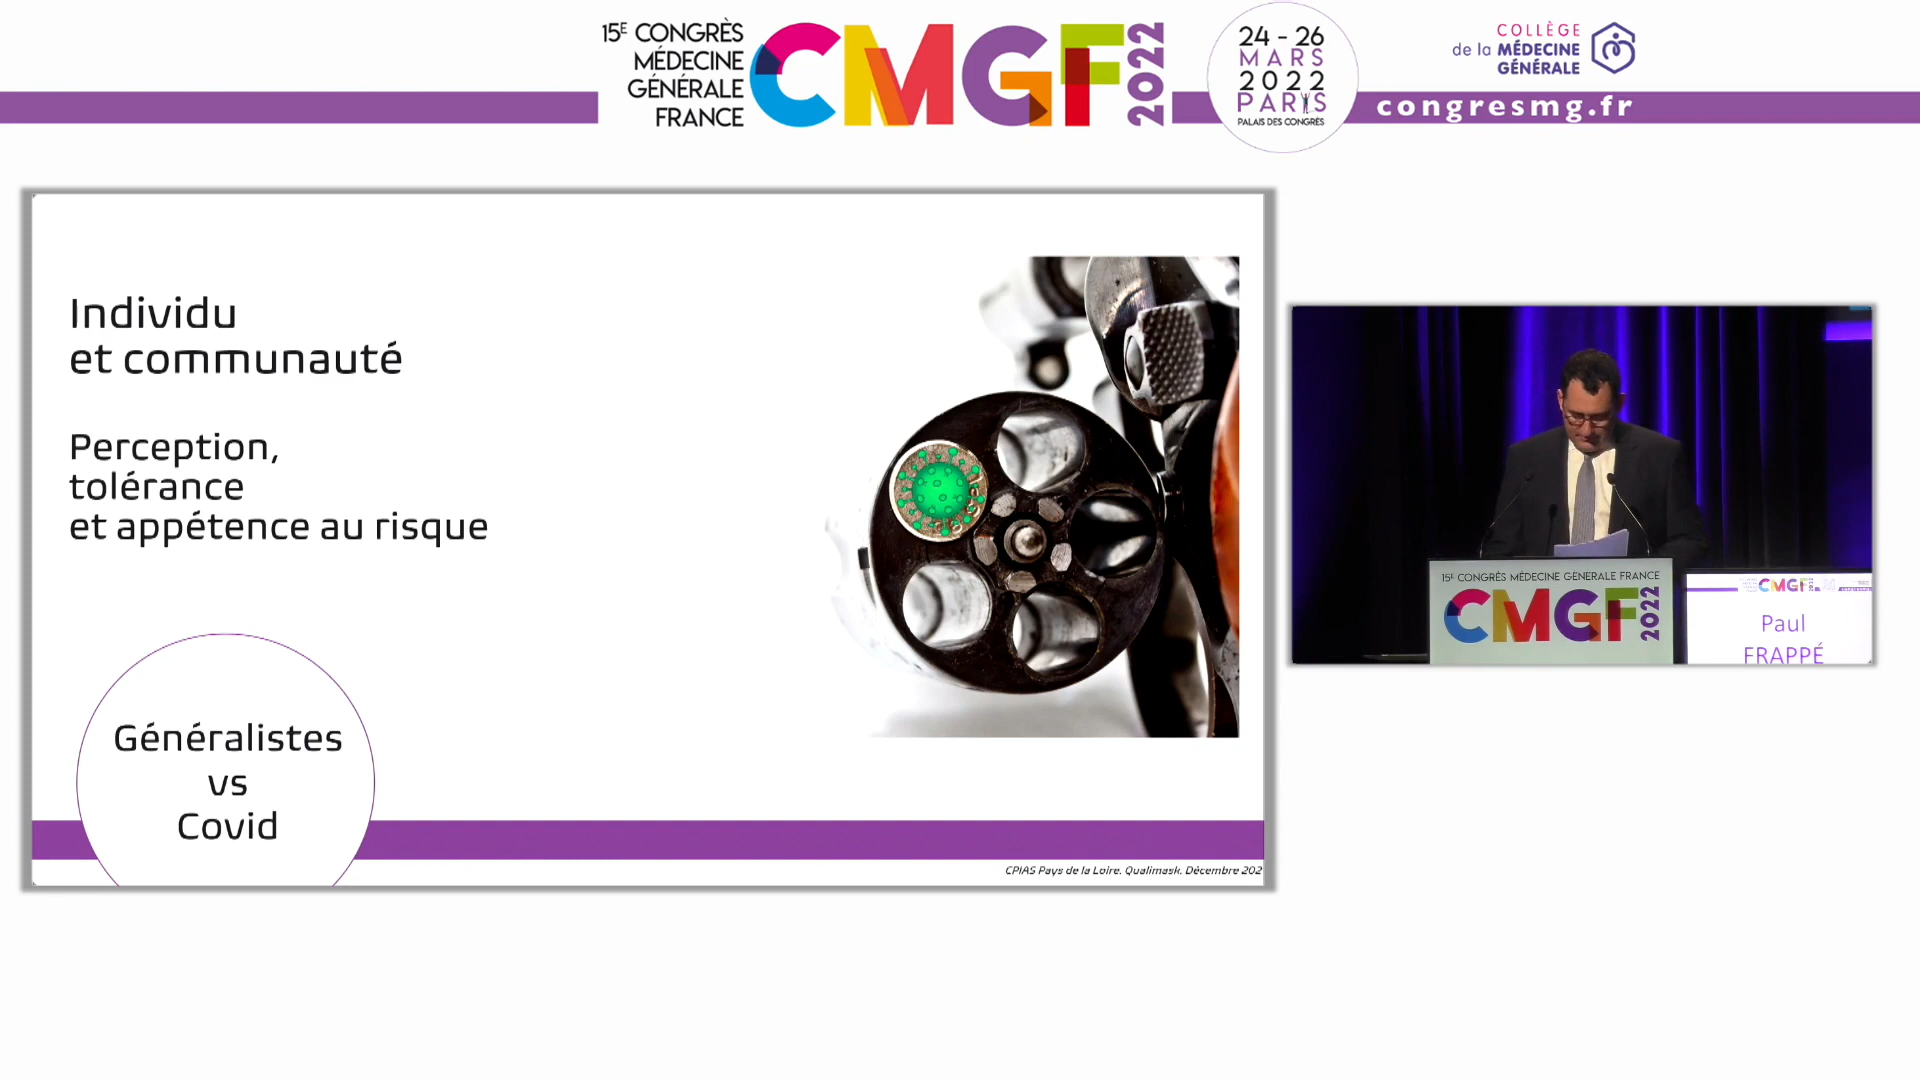 15E CONGRÈS
MÉDECINE
GÉNÉRALE
FRANCE
CMGF
2022
24 - 26
MARS
2022
PARIS
PALAIS DES CONGRÈS
COLLÈGE
de la MÉDECINE
GÉNÉRALE
congresmg.fr
Individu
et communauté
Perception,
tolérance
et appétence au risque
Généralistes
vs
Covid
CPIAS Pays de la Loire. Qualimask. Décembre 202
15E CONGRÈS MÉDECINE GENERALE FRANCE
CMGF
2022
CMGF
Paul
FRAPPÉ